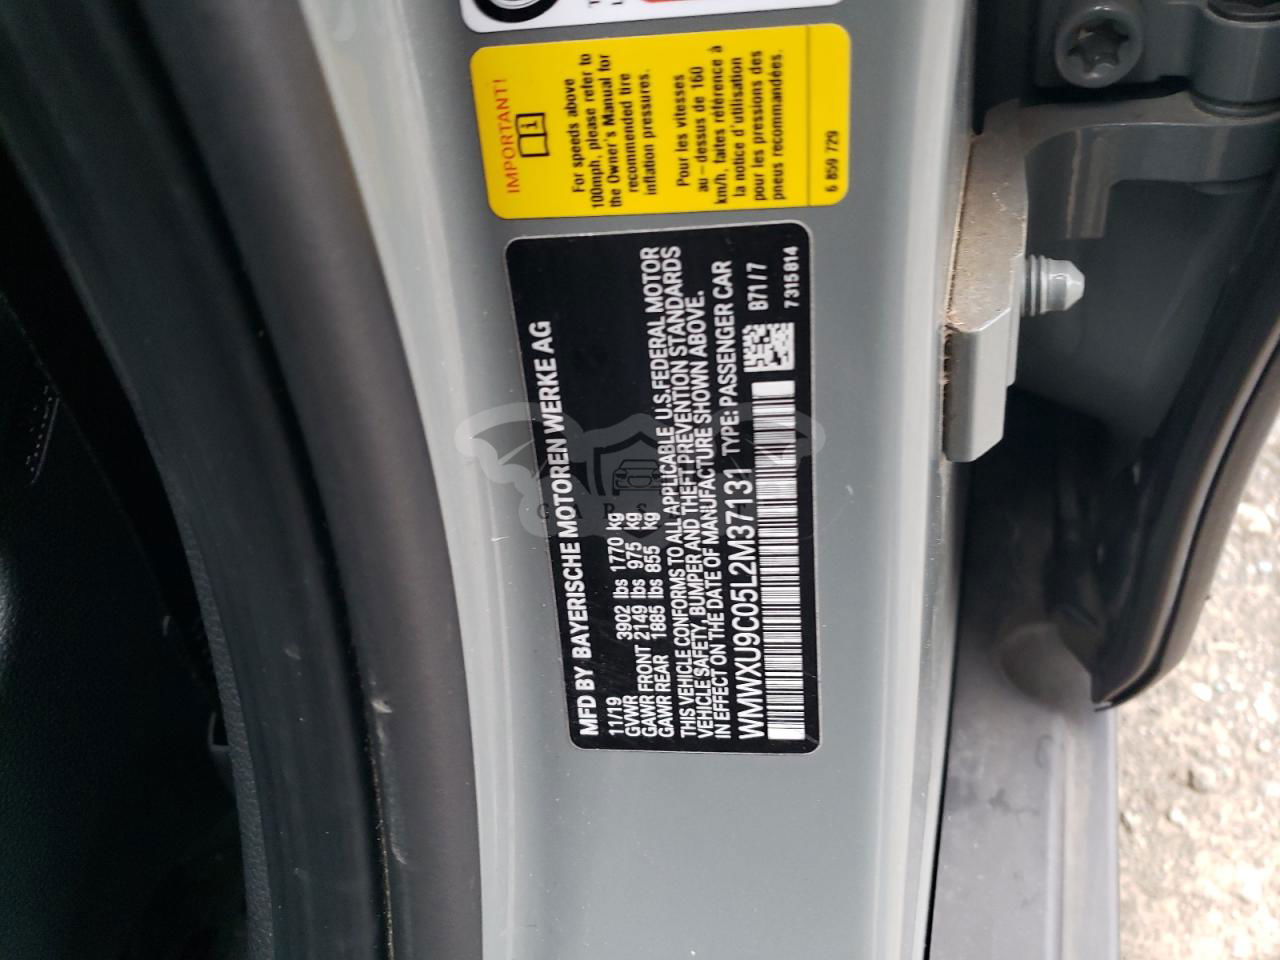 IMPORTANT!
For speeds above
100mph, please refer to
the Owner's Manual for
recommended tire
inflation pressures.
Pour les vitesses
au - dessus de 160
km/h, faites référence à
la notice d'utilisation
pour les pressions des
pneus recommandées.
6 859 729
MFD BY BAYERISCHE MOTOREN WERKE AG
11/19
GVWR 3902 lbs 1770 kg
GAWR FRONT 2149 lbs 975 kg
GAWR REAR 1885 lbs 855 kg
THIS VEHICLE CONFORMS TO ALL APPLICABLE U.S.FEDERAL MOTOR
VEHICLE SAFETY, BUMPER AND THEFT PREVENTION STANDARDS
IN EFFECT ON THE DATE OF MANUFACTURE SHOWN ABOVE.
WMWXU9C05L2M37131 TYPE: PASSENGER CAR
B71/7
7315814